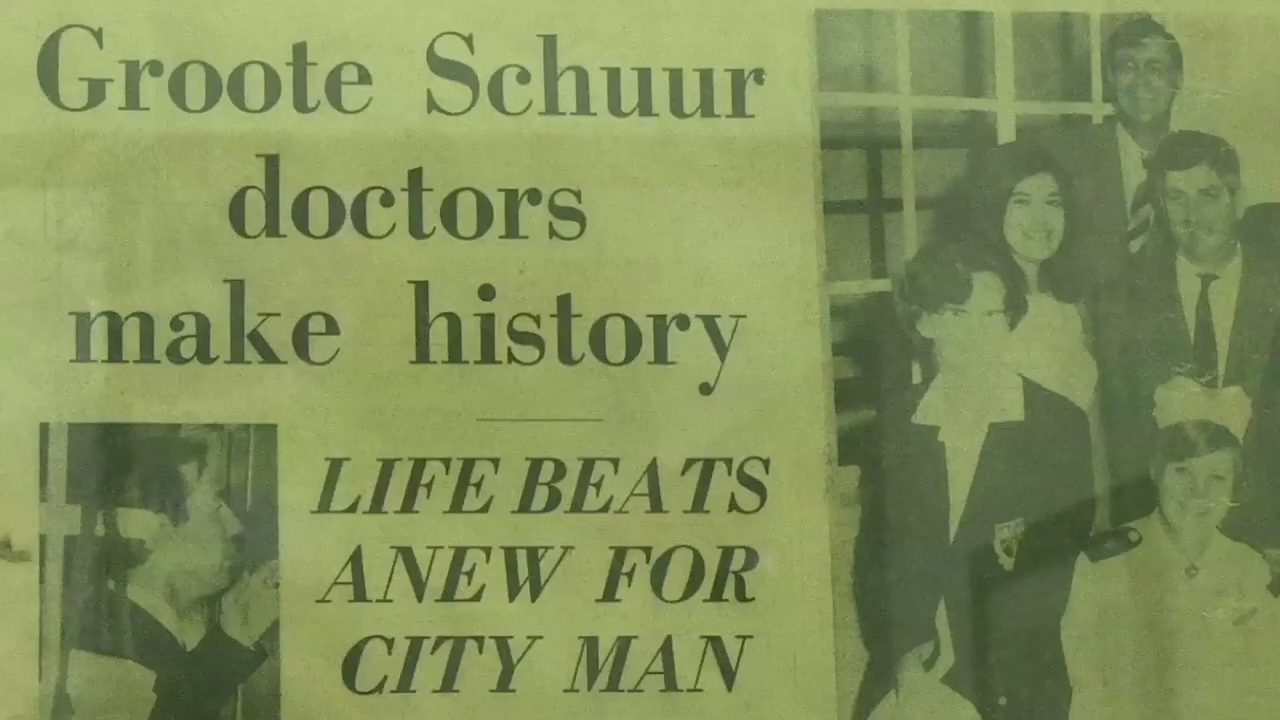 Groote Schuur
doctors
make history
LIFE BEATS
ANEW FOR
CITY MAN